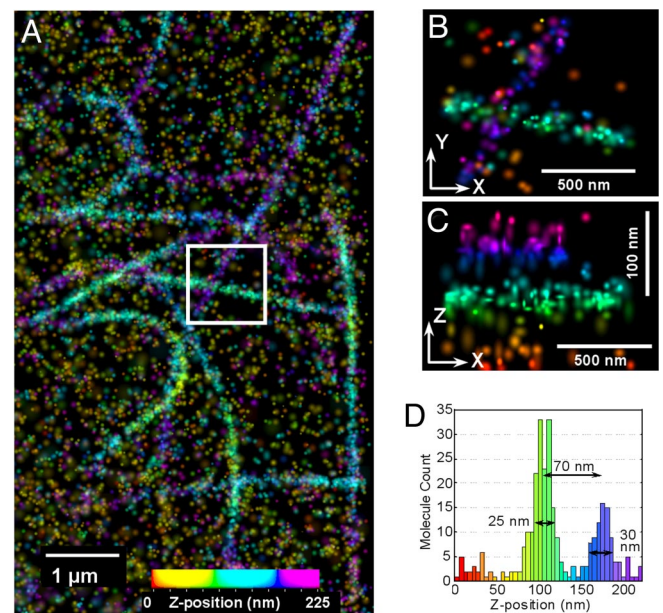 A
1 µm
0 Z-position (nm) 225
B
Y
X
500 nm
C
100 nm
Z
X
500 nm
D
35
30
25
20
15
10
5
0
Molecule Count
70 nm
25 nm
30
nm
0 50 100 150 200
Z-position (nm)